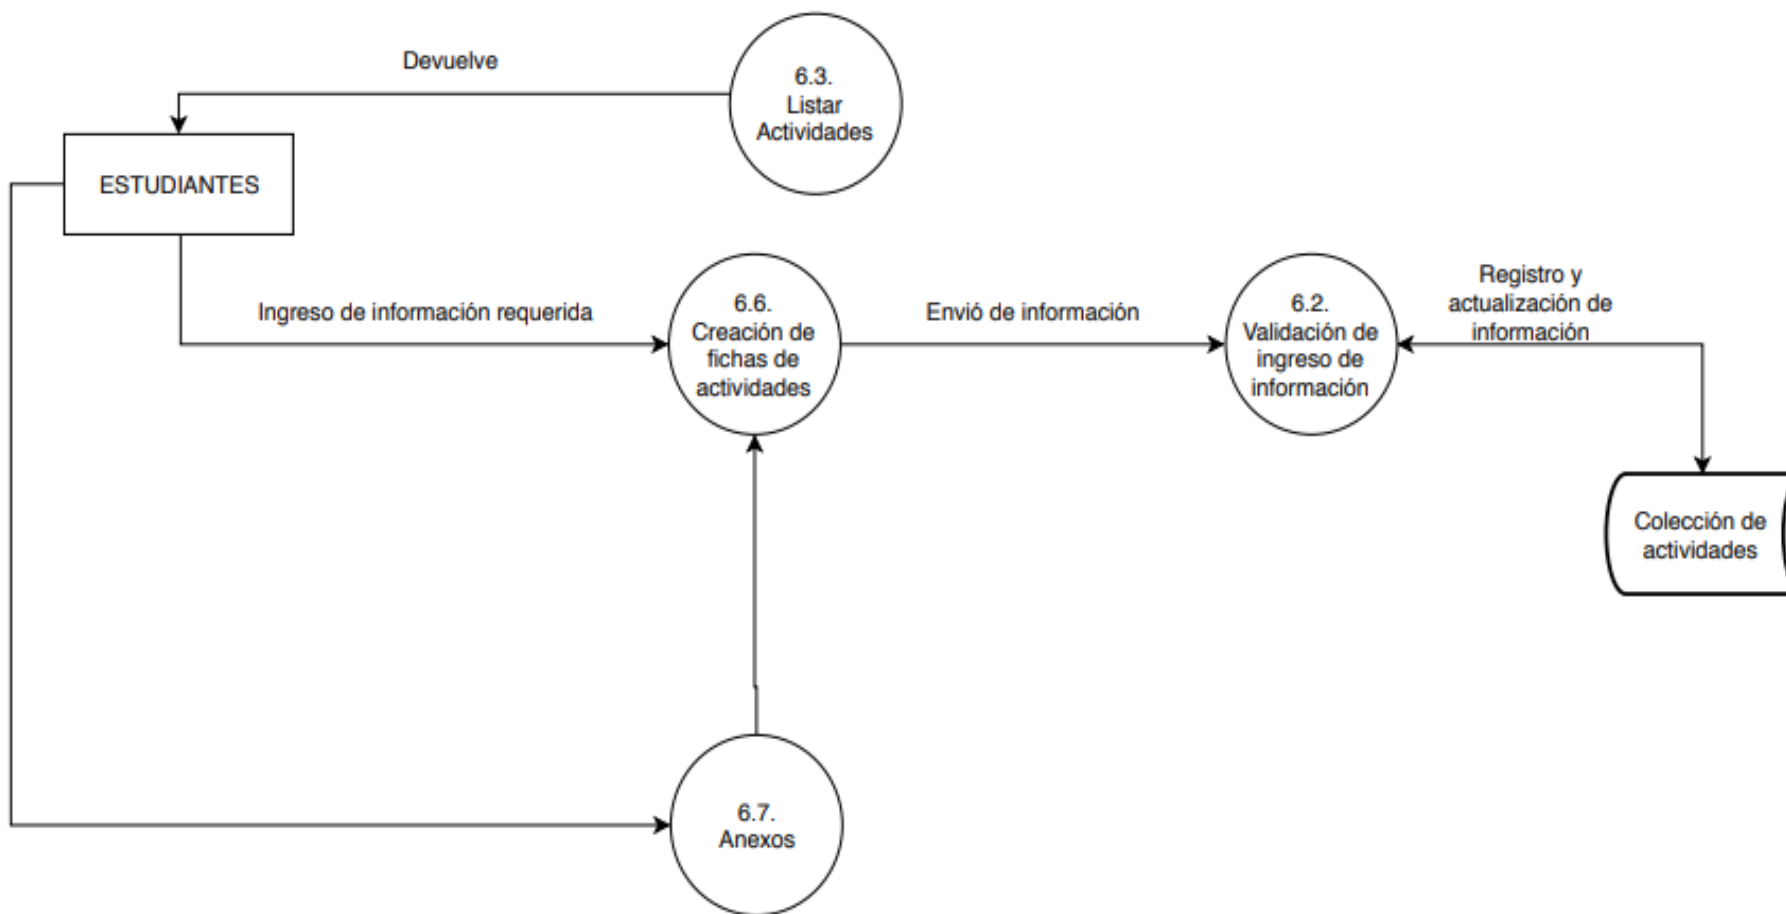 Devuelve
6.3.
Listar
Actividades
ESTUDIANTES
Ingreso de información requerida
6.6.
Creación de
fichas de
actividades
Envió de información
6.2.
Validación de
ingreso de
información
Registro y
actualización de
información
Colección de
actividades
6.7.
Anexos